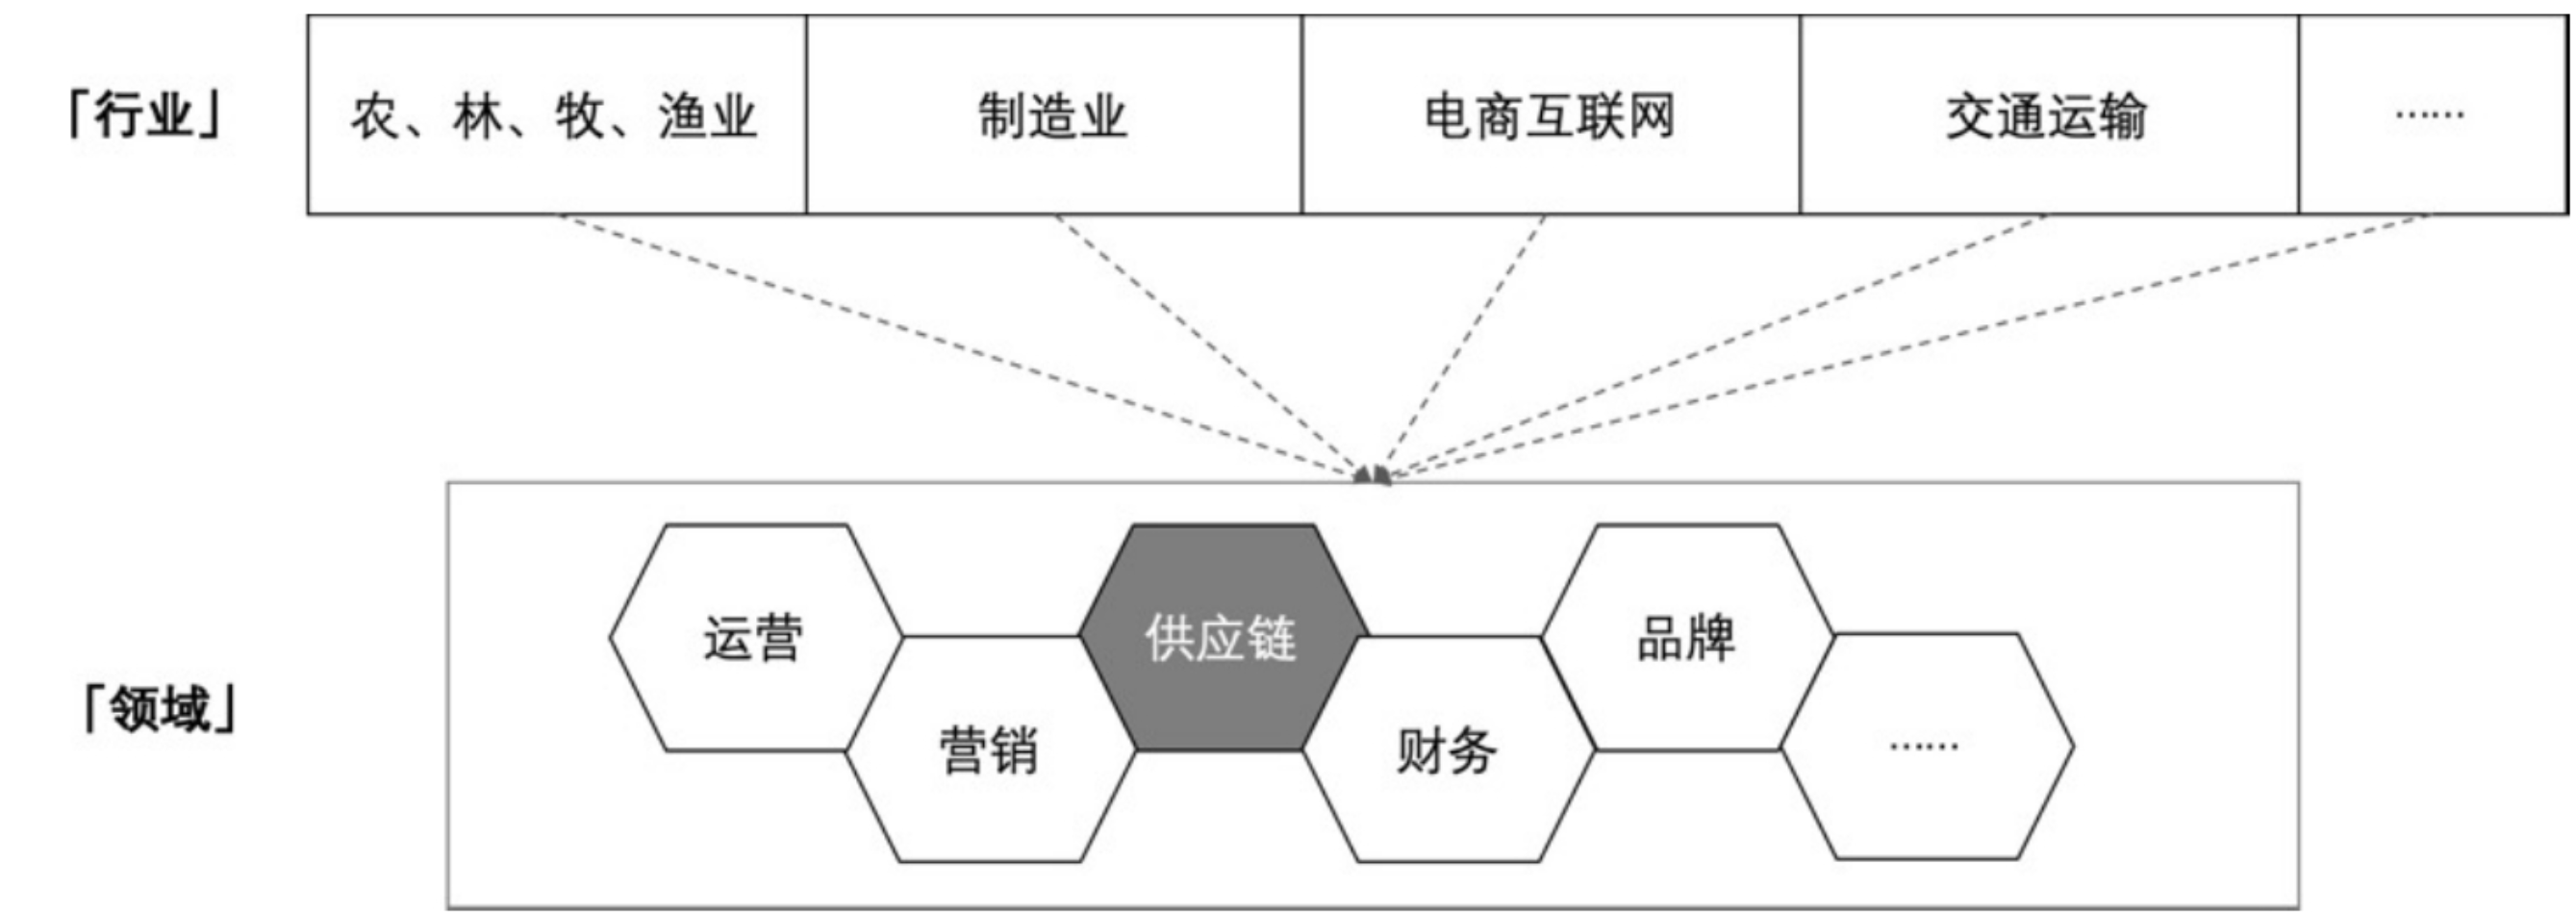 「行业」 农、林、牧、渔业 制造业 电商互联网 交通运输 ……
运营 供应链 品牌
「领域」 营销 财务 ……